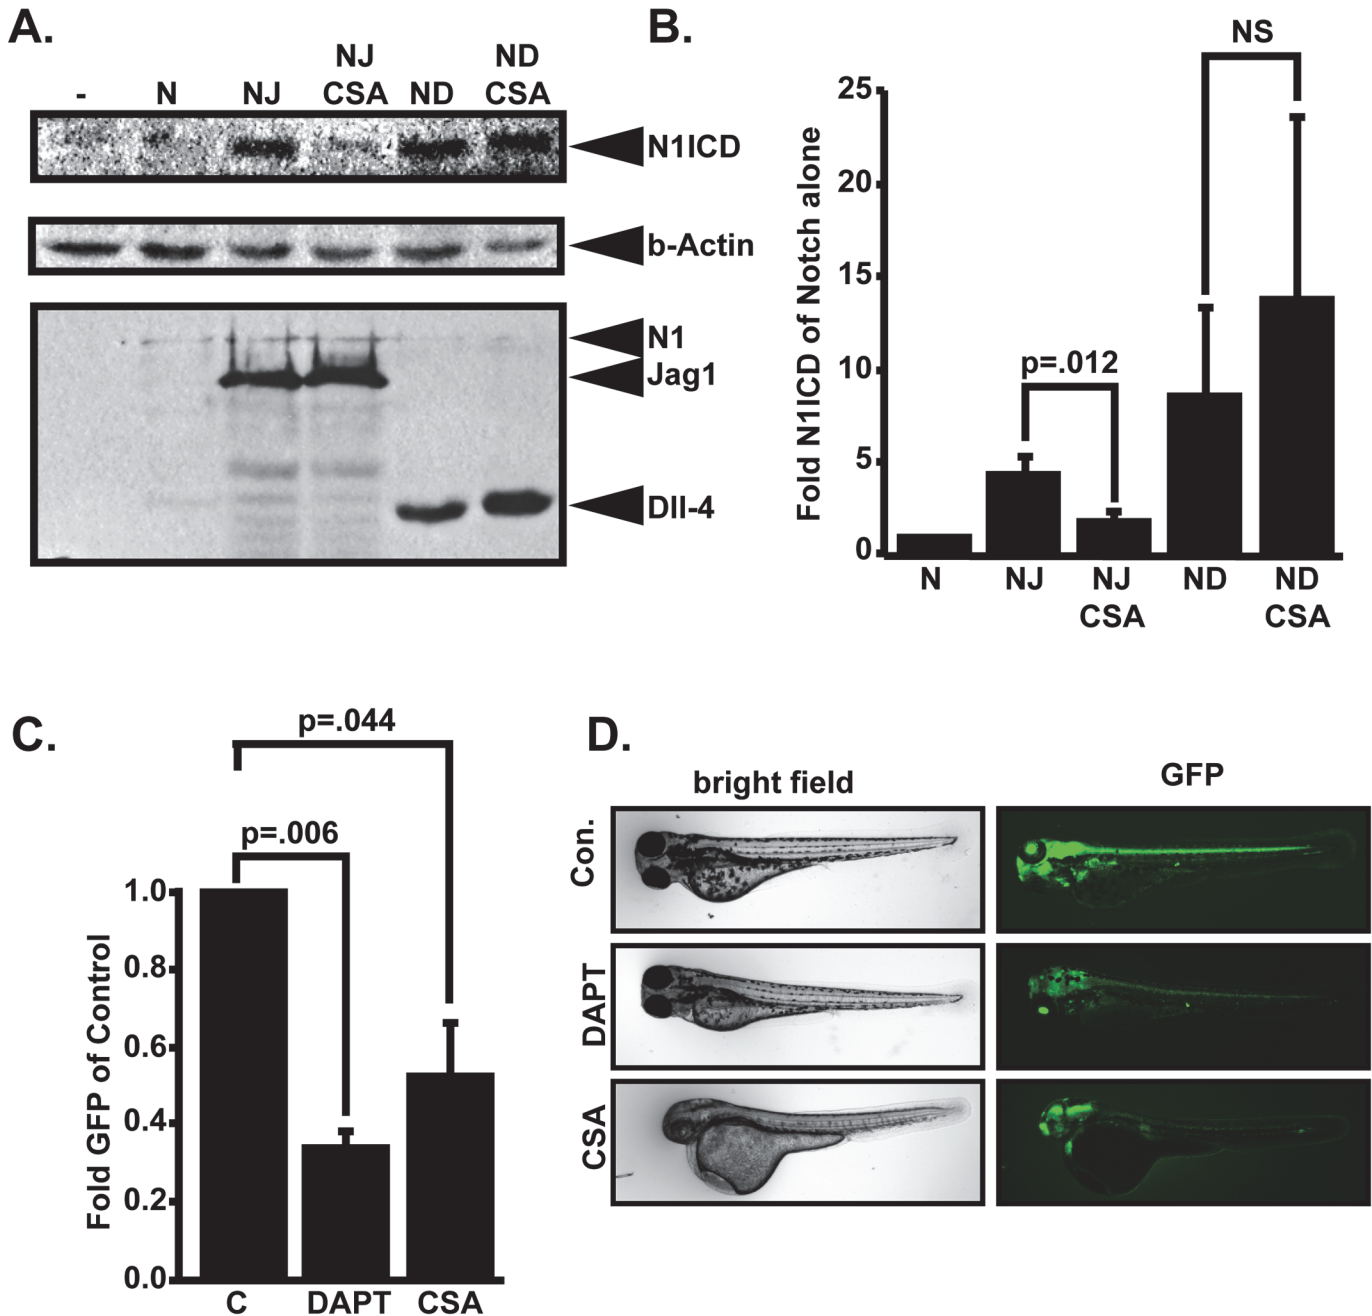 A.
- N NJ NJ CSA ND ND CSA
N1ICD
b-Actin
N1
Jag1
Dll-4
B.
NS
p=.012
Fold N1ICD of Notch alone
25
20
15
10
5
0
N NJ NJ CSA ND ND CSA
C.
p=.044
p=.006
Fold GFP of Control
1.0
0.8
0.6
0.4
0.2
0.0
C DAPT CSA
D.
bright field GFP
Con.
DAPT
CSA